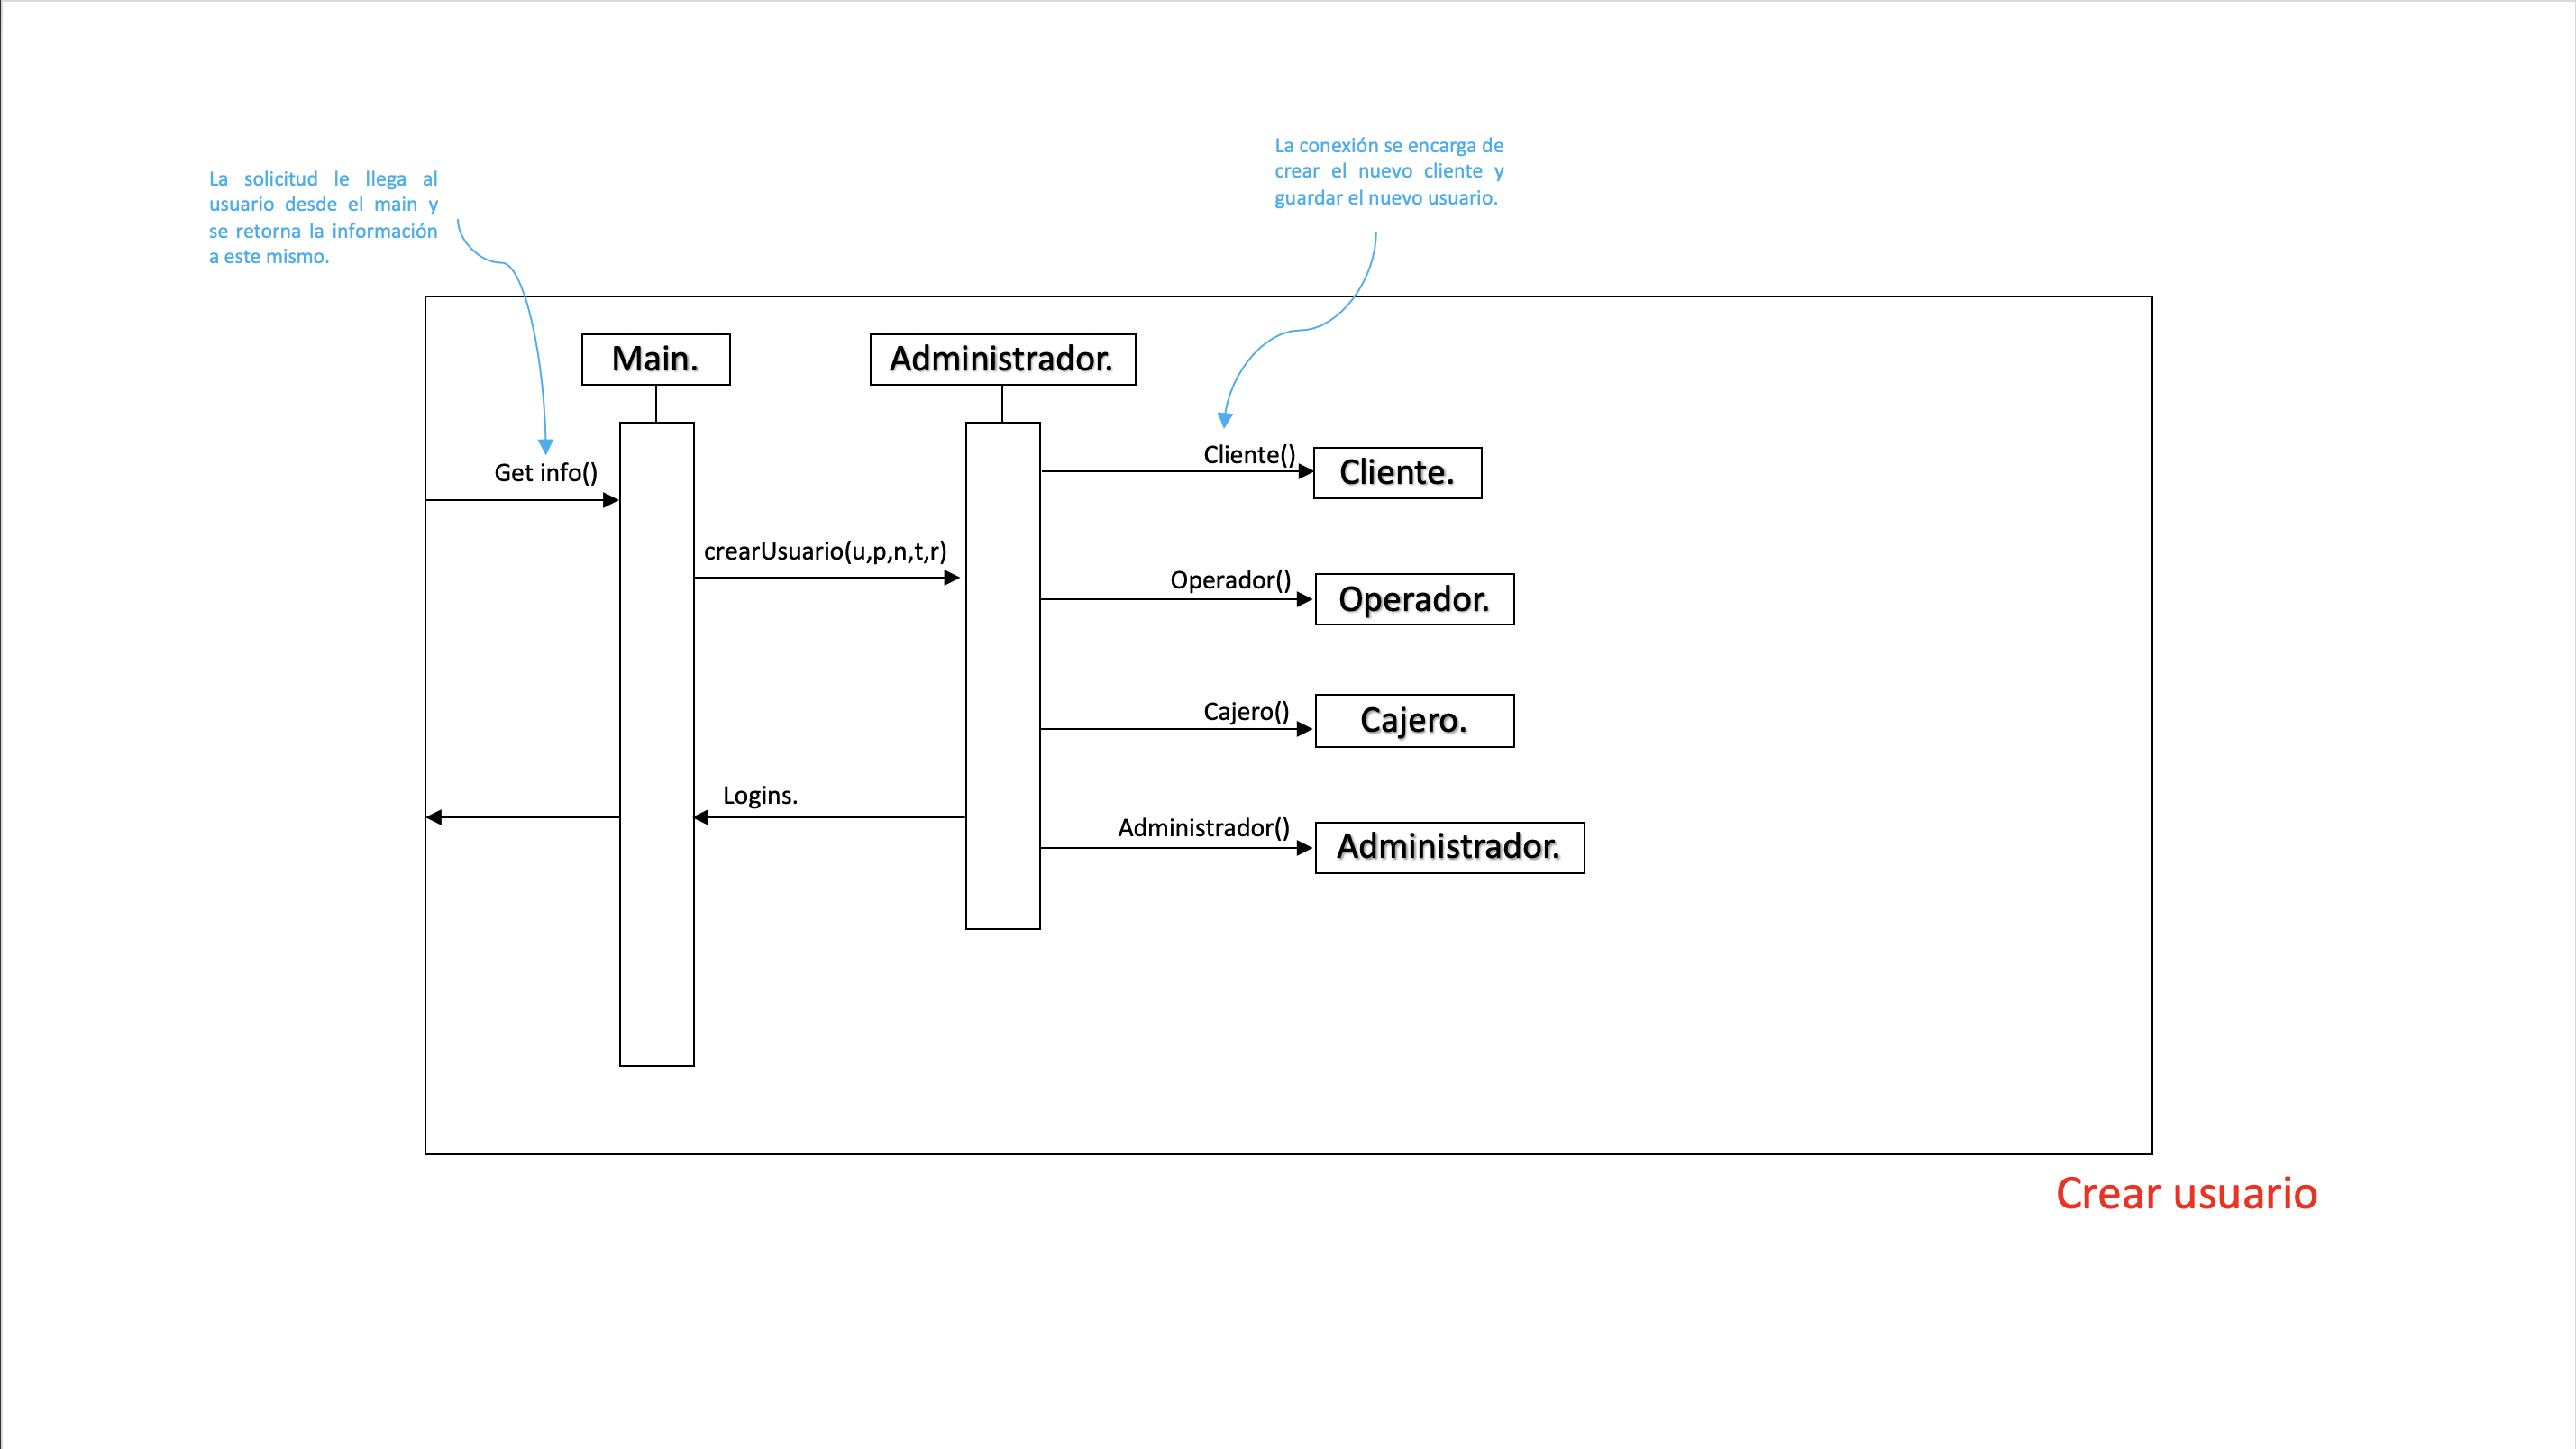 La solicitud le llega al
usuario desde el main y
se retorna la información
a este mismo.
La conexión se encarga de
crear el nuevo cliente y
guardar el nuevo usuario.
Main.
Administrador.
Get info()
Cliente()
Cliente.
crearUsuario(u,p,n,t,r)
Operador()
Operador.
Cajero()
Cajero.
Logins.
Administrador()
Administrador.
Crear usuario